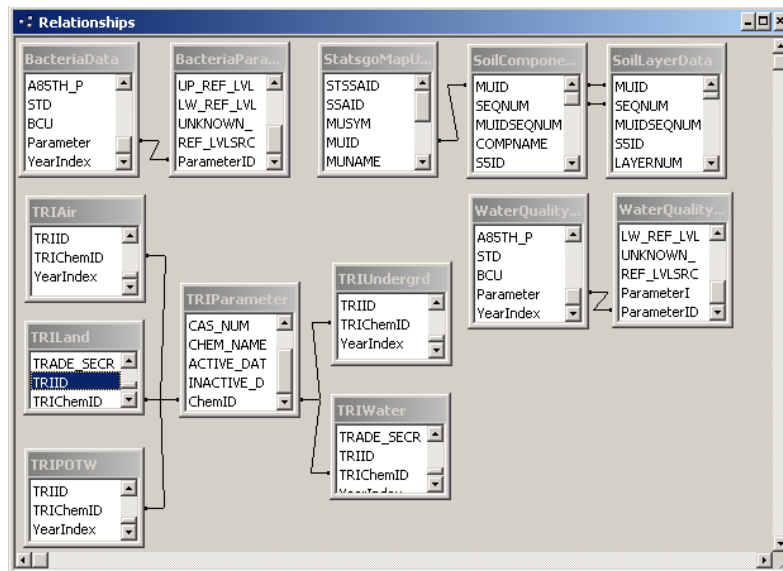 Relationships
BacteriaData
A85TH_P
STD
BCU
Parameter
YearIndex
BacteriaPara...
UP_REF_LVL
LW_REF_LVL
UNKNOWN_
REF_LVLSRC
ParameterID
StatsgoMapU...
STSSAID
SSAID
MUSYM
MUID
MUNAME
SoilCompone...
MUID
SEQNUM
MUIDSEQNUM
COMPNAME
S5ID
SoilLayerData
MUID
SEQNUM
MUIDSEQNUM
S5ID
LAYERNUM
TRIAir
TRIID
TRIChemID
YearIndex
TRILand
TRADE_SECR
TRIID
TRIChemID
TRIPOTW
TRIID
TRIChemID
YearIndex
TRIParameter
CAS_NUM
CHEM_NAME
ACTIVE_DAT
INACTIVE_D
ChemID
TRIUndergrd
TRIID
TRIChemID
YearIndex
TRIWater
TRADE_SECR
TRIID
TRIChemID
YearIndex
WaterQuality...
A85TH_P
STD
BCU
Parameter
YearIndex
WaterQuality...
LW_REF_LVL
UNKNOWN_
REF_LVLSRC
ParameterI
ParameterID